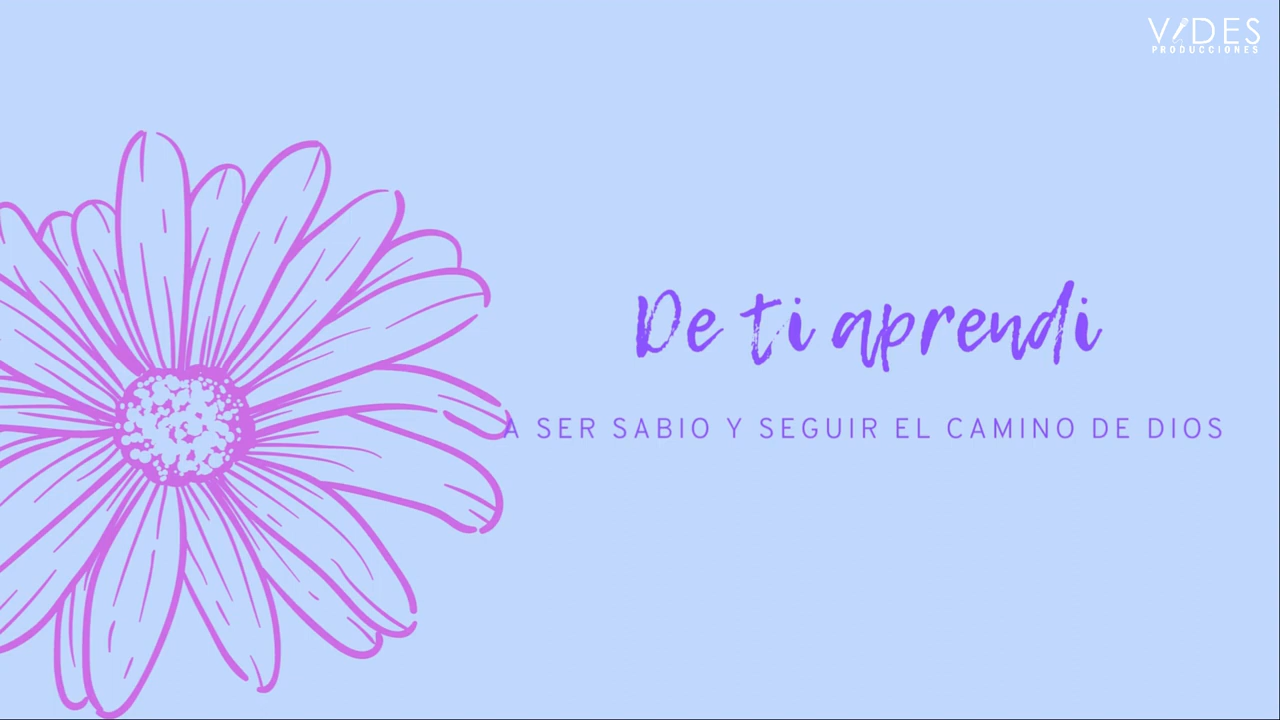 VIDES
PRODUCCIONES
De ti aprendi
A SER SABIO Y SEGUIR EL CAMINO DE DIOS